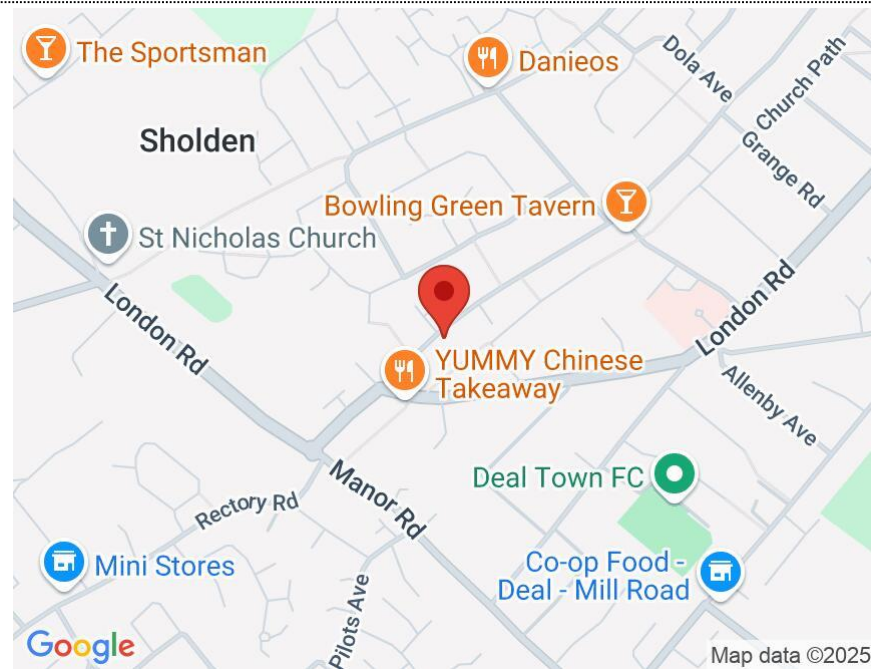 The Sportsman
Danieos
Dola Ave
Church Path
Sholden
Grange Rd
Bowling Green Tavern
St Nicholas Church
London Rd
London Rd
YUMMY Chinese
Takeaway
Allenby Ave
Deal Town FC
Manor Rd
Rectory Rd
Mini Stores
Co-op Food -
Deal - Mill Road
Pilots Ave
Google
Map data ©2025